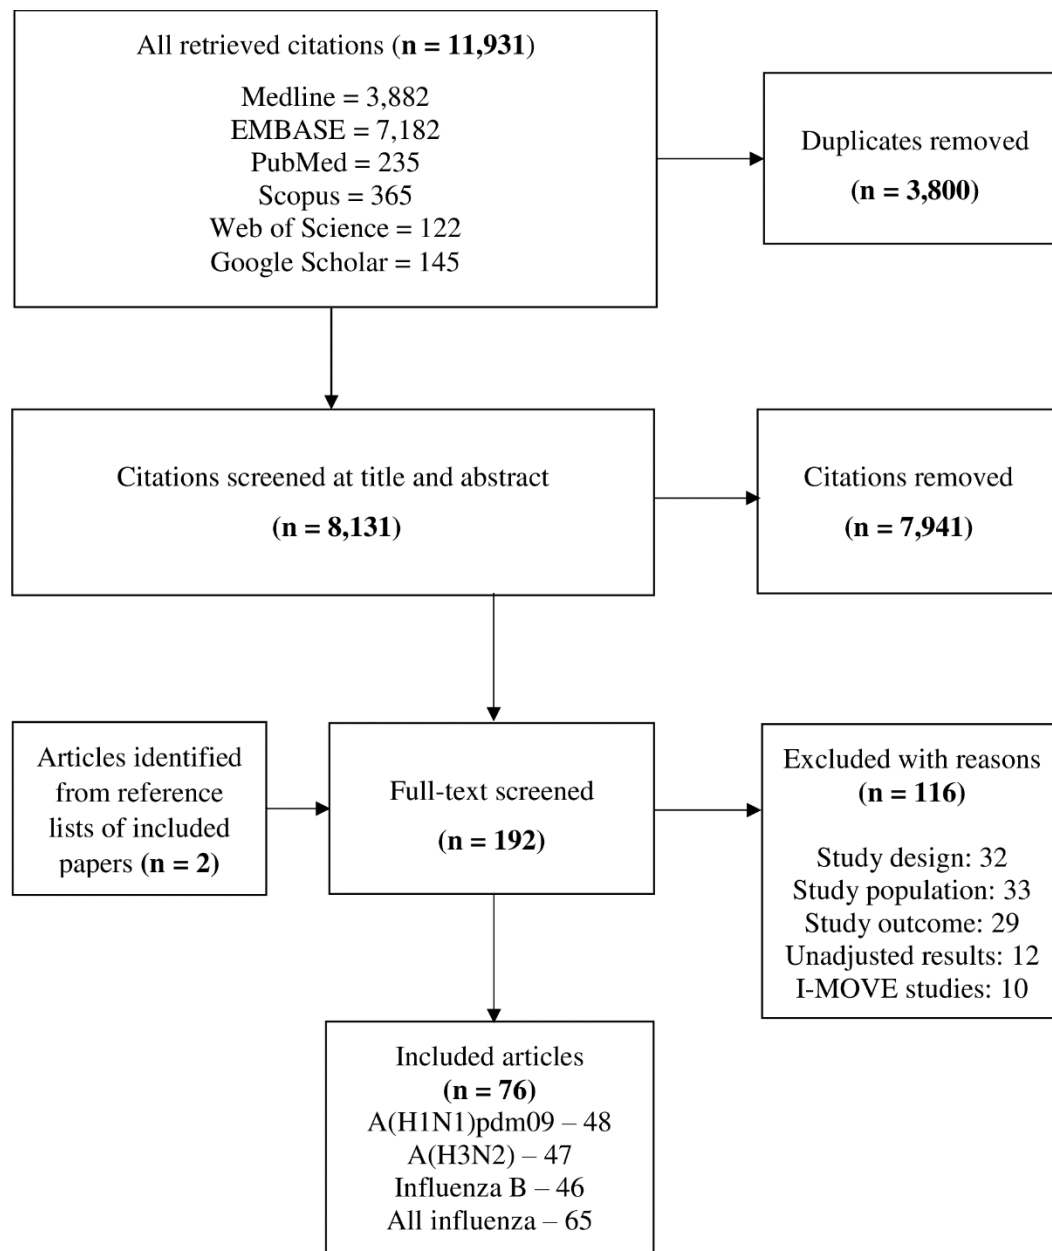 All retrieved citations (n = 11,931)
Medline = 3,882
EMBASE = 7,182
PubMed = 235
Scopus = 365
Web of Science = 122
Google Scholar = 145
Duplicates removed
(n = 3,800)
Citations screened at title and abstract
(n = 8,131)
Citations removed
(n = 7,941)
Articles identified
from reference
lists of included
papers (n = 2)
Full-text screened
(n = 192)
Excluded with reasons
(n = 116)
Study design: 32
Study population: 33
Study outcome: 29
Unadjusted results: 12
I-MOVE studies: 10
Included articles
(n = 76)
A(H1N1)pdm09 – 48
A(H3N2) – 47
Influenza B – 46
All influenza – 65